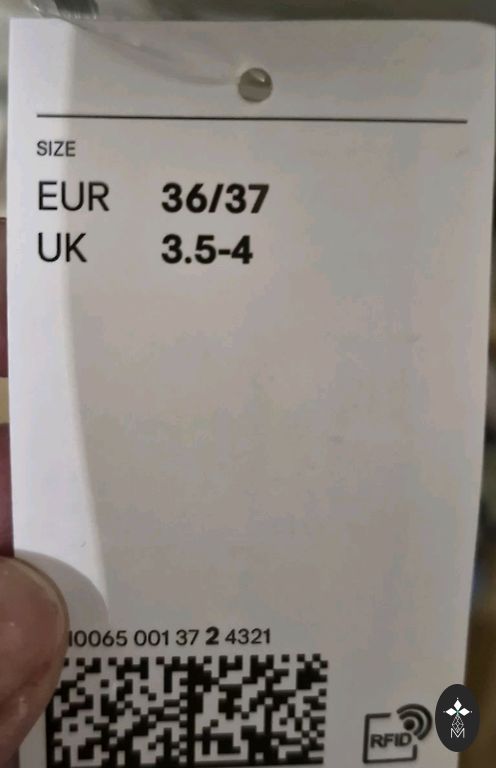 SIZE
EUR 36/37
UK 3.5-4
0065 001 37 2 4321
RFID
M